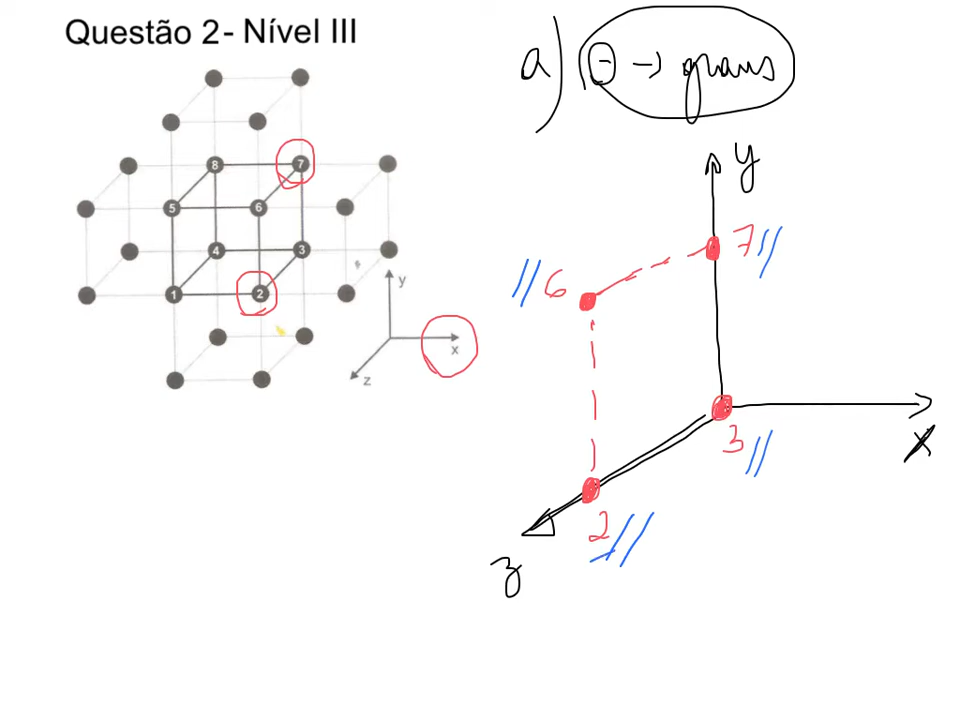 Questão 2- Nível III
a) θ → graus
8 7
5 6
4 3
1 2
y
x
z
y
7
6
3
x
2
z